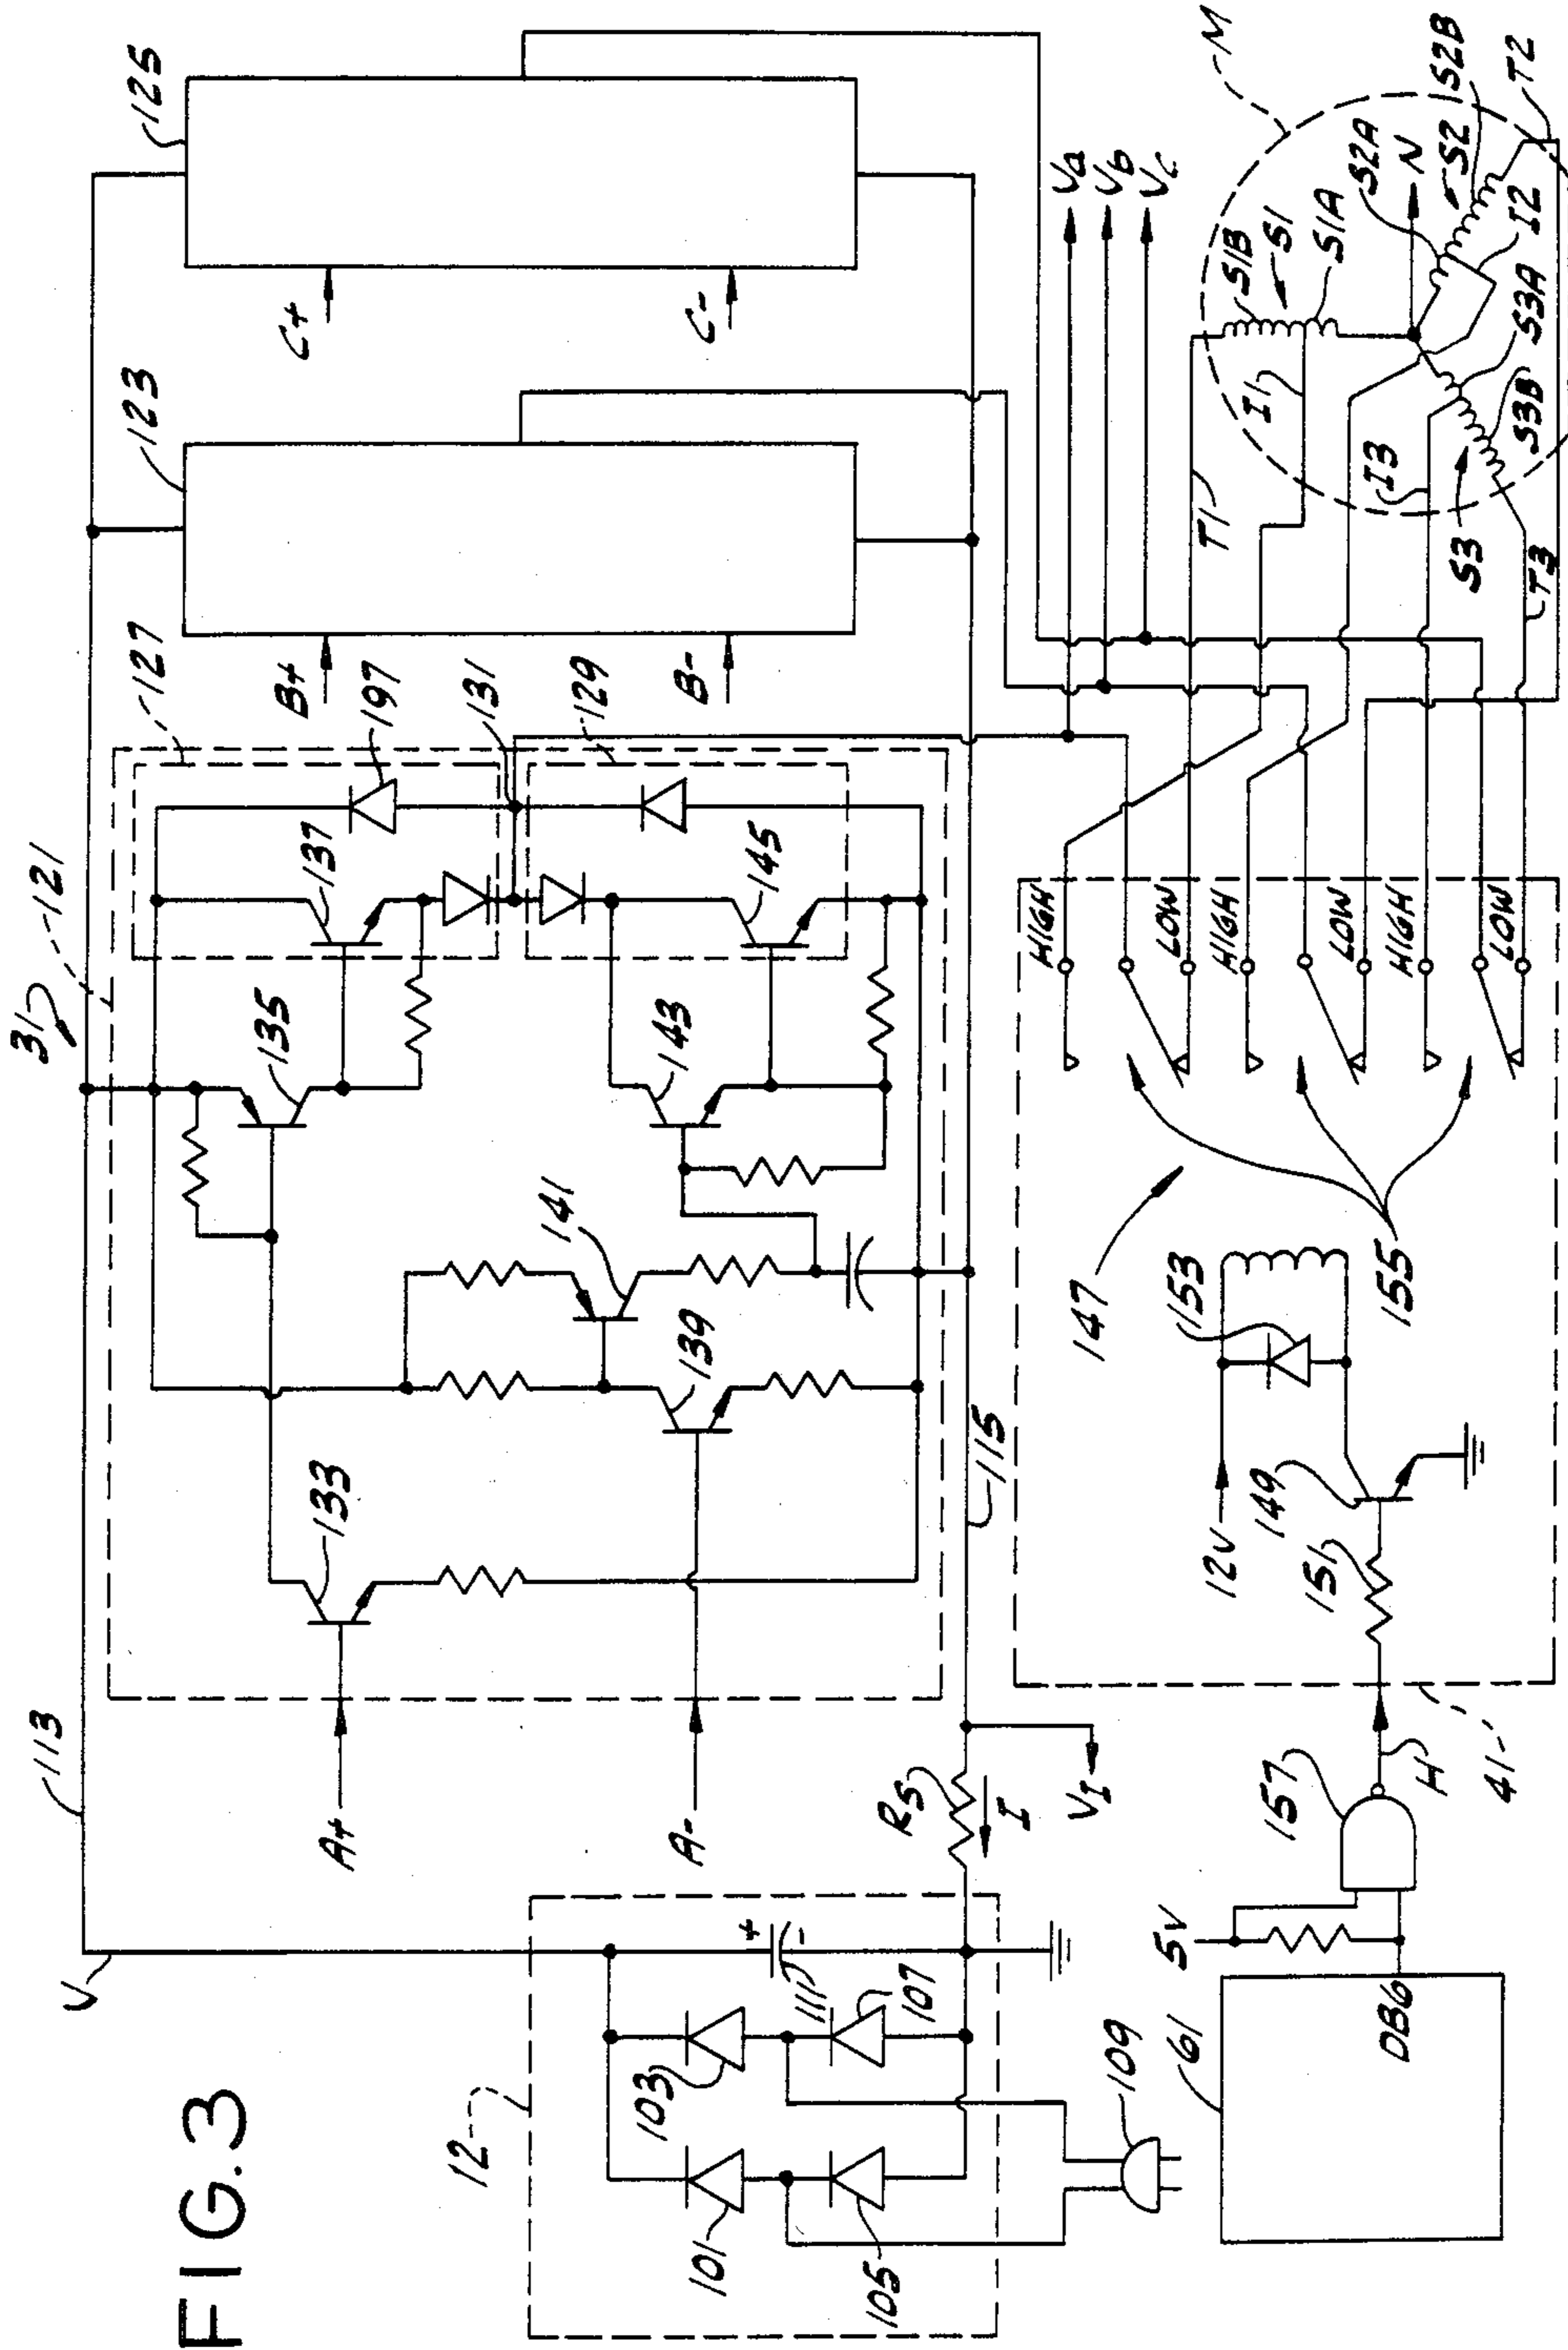 FIG.3
31
121
113
V
12
101
103
105
107
111
+
-
109
A+
A-
133
135
137
139
141
143
145
127
129
131
197
B+
B-
123
C+
C-
125
115
RS
I
VI
61
DB6
5V
157
H
41
12V
149
151
153
147
155
HIGH
LOW
HIGH
LOW
HIGH
LOW
Va
Vb
Vc
M
N
T1
I1
S1B
S1
S1A
S2A
S2
S2B
I2
T2
I3
S3A
S3B
S3
T3